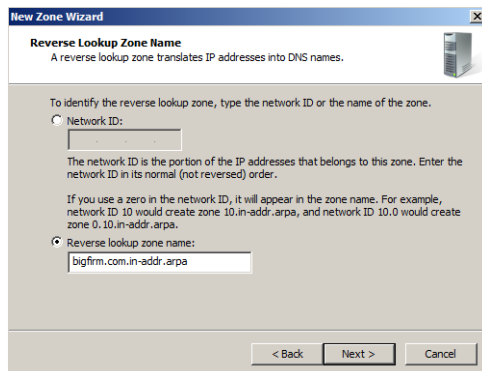 New Zone Wizard
Reverse Lookup Zone Name
A reverse lookup zone translates IP addresses into DNS names.
To identify the reverse lookup zone, type the network ID or the name of the zone.
Network ID:
. . .
The network ID is the portion of the IP addresses that belongs to this zone. Enter the
network ID in its normal (not reversed) order.
If you use a zero in the network ID, it will appear in the zone name. For example,
network ID 10 would create zone 10.in-addr.arpa, and network ID 10.0 would create
zone 0.10.in-addr.arpa.
Reverse lookup zone name:
bigfirm.com.in-addr.arpa
< Back Next > Cancel